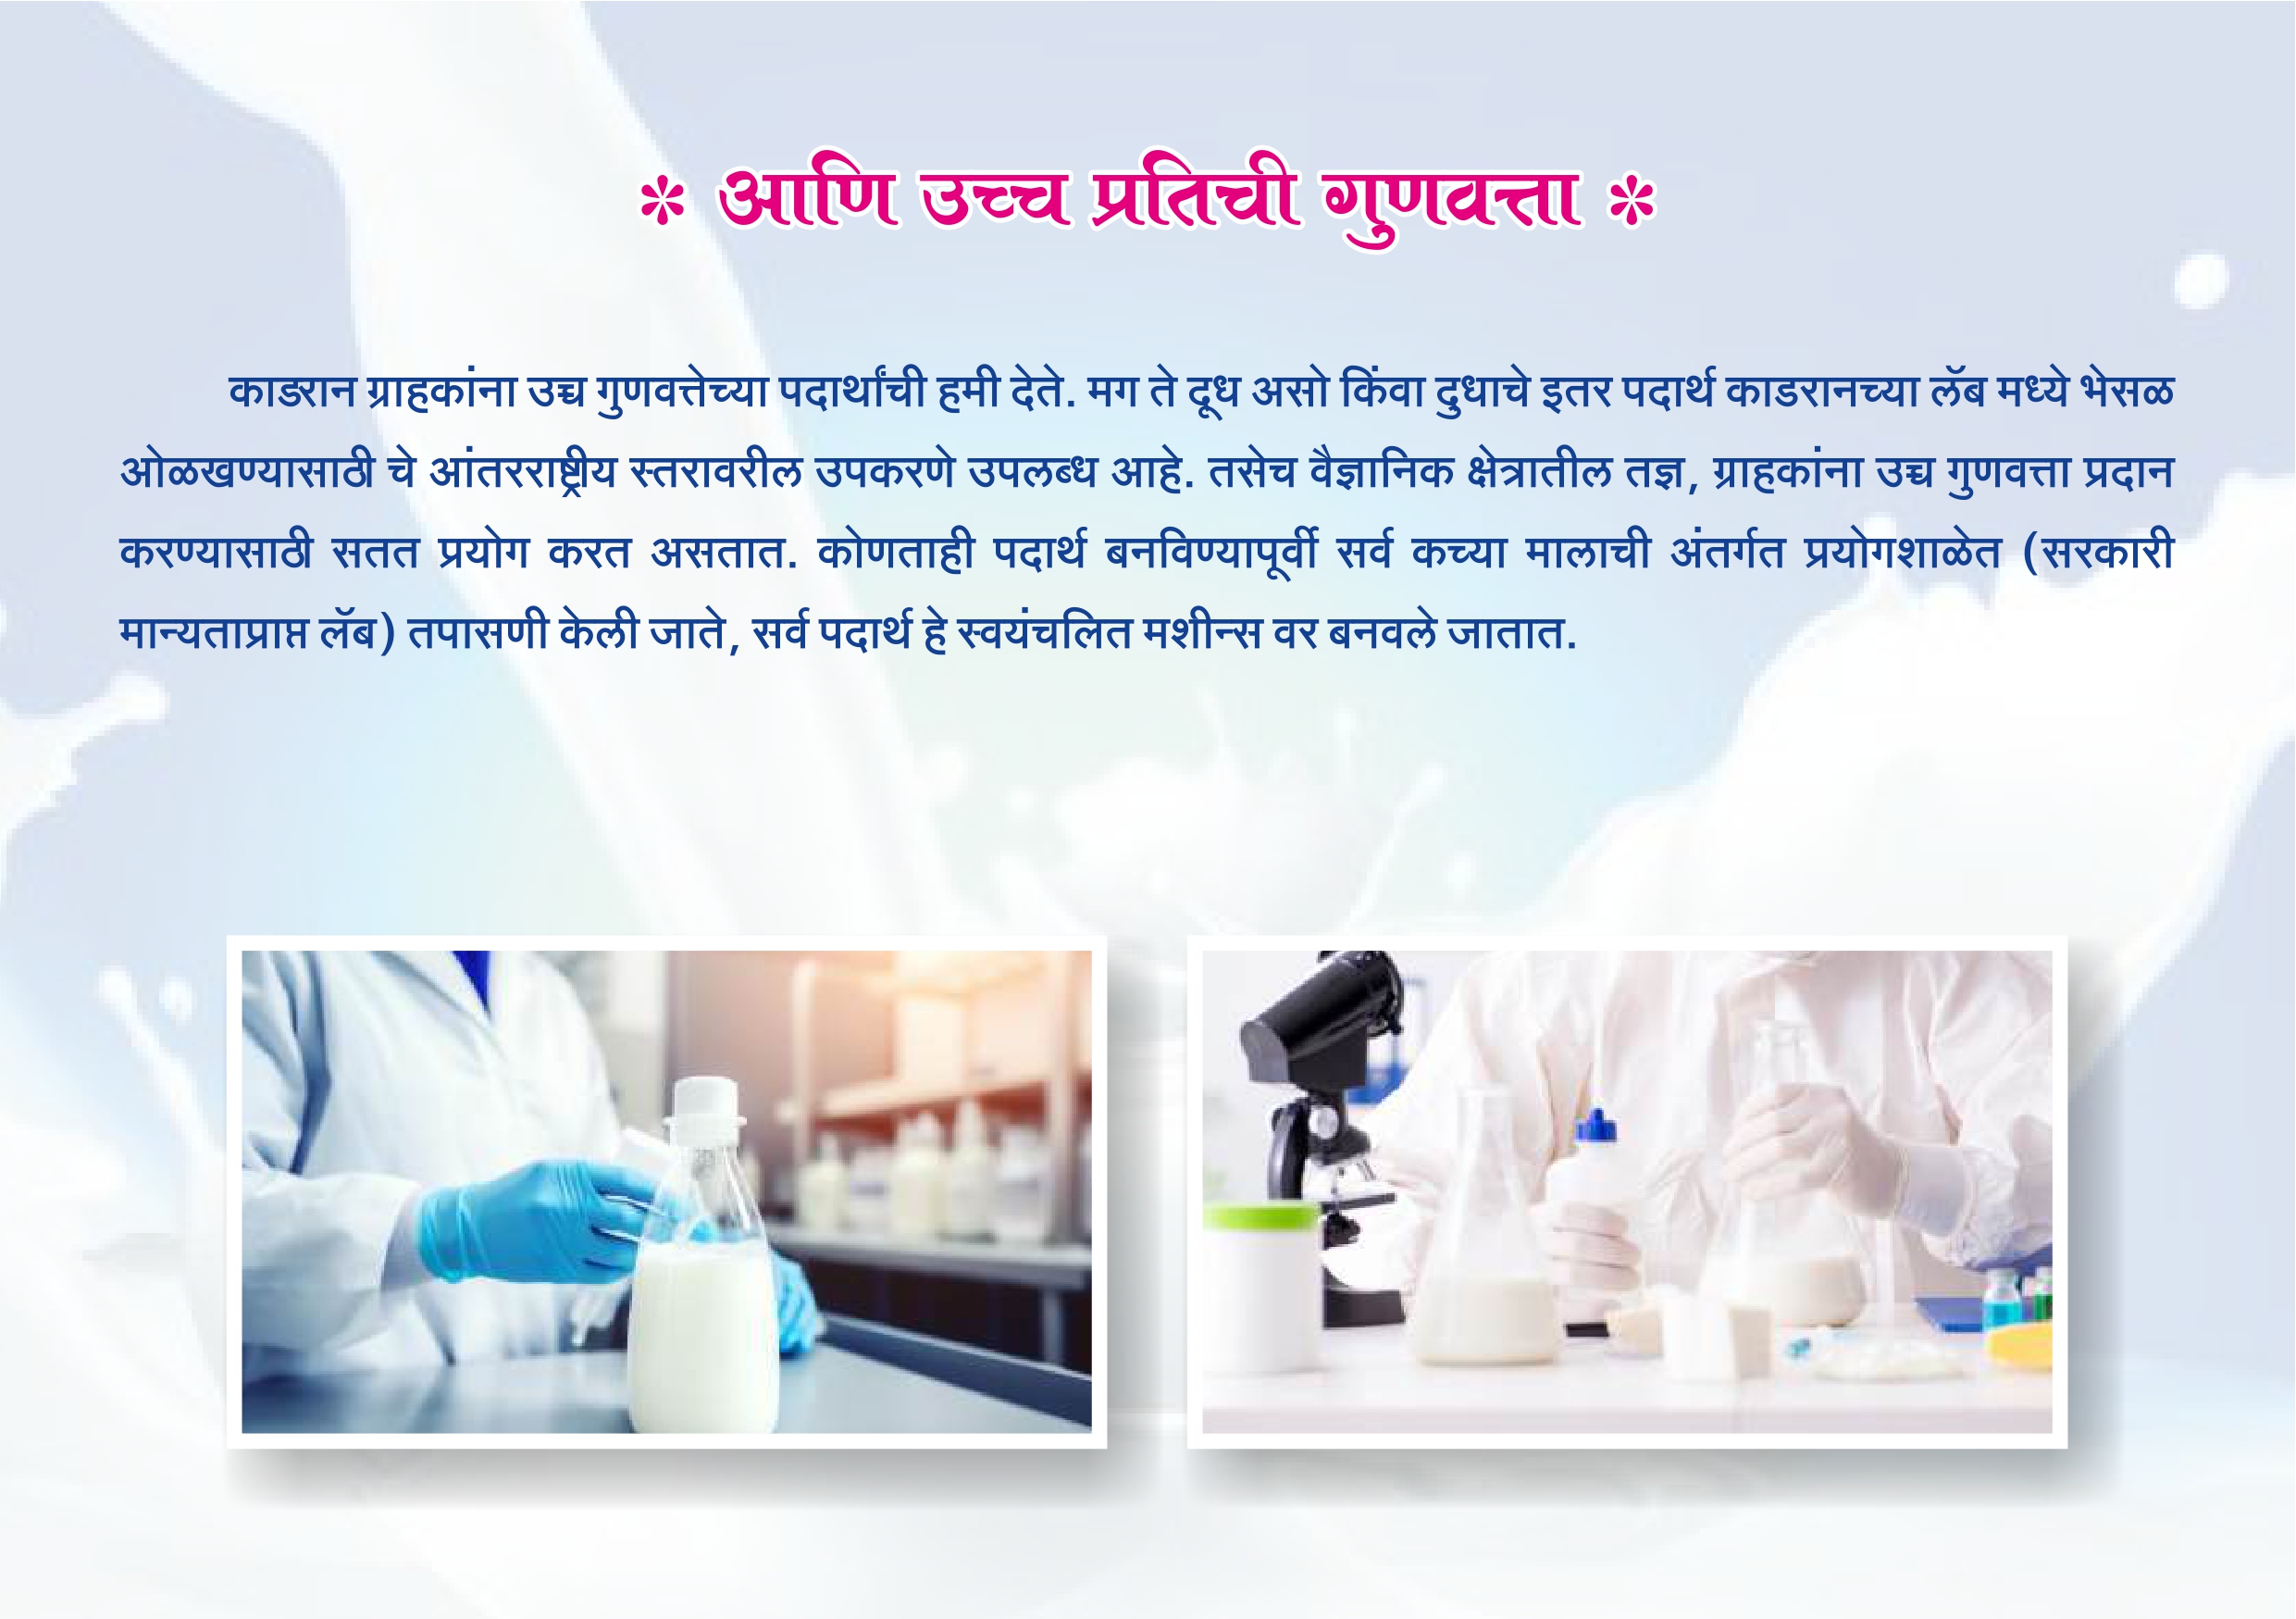 * आणि उच्च प्रतिची गुणवत्ता *
काडरान ग्राहकांना उच्च गुणवत्तेच्या पदार्थांची हमी देते. मग ते दूध असो किंवा दुधाचे इतर पदार्थ काडरानच्या लॅब मध्ये भेसळ
ओळखण्यासाठी चे आंतरराष्ट्रीय स्तरावरील उपकरणे उपलब्ध आहे. तसेच वैज्ञानिक क्षेत्रातील तज्ञ, ग्राहकांना उच्च गुणवत्ता प्रदान
करण्यासाठी सतत प्रयोग करत असतात. कोणताही पदार्थ बनविण्यापूर्वी सर्व कच्या मालाची अंतर्गत प्रयोगशाळेत (सरकारी
मान्यताप्राप्त लॅब) तपासणी केली जाते, सर्व पदार्थ हे स्वयंचलित मशीन्स वर बनवले जातात.